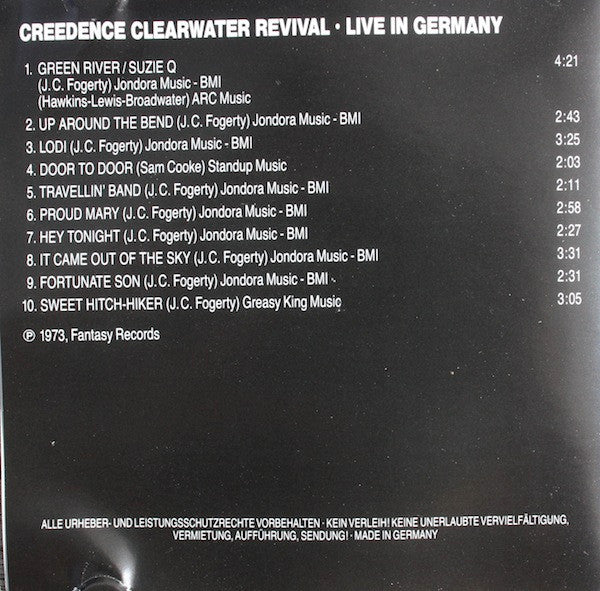 CREEDENCE CLEARWATER REVIVAL · LIVE IN GERMANY
1. GREEN RIVER / SUZIE Q 4:21
(J.C. Fogerty) Jondora Music - BMI
(Hawkins-Lewis-Broadwater) ARC Music
2. UP AROUND THE BEND (J.C. Fogerty) Jondora Music - BMI 2:43
3. LODI (J.C. Fogerty) Jondora Music - BMI 3:25
4. DOOR TO DOOR (Sam Cooke) Standup Music 2:03
5. TRAVELLIN' BAND (J.C. Fogerty) Jondora Music - BMI 2:11
6. PROUD MARY (J.C. Fogerty) Jondora Music - BMI 2:58
7. HEY TONIGHT (J.C. Fogerty) Jondora Music - BMI 2:27
8. IT CAME OUT OF THE SKY (J.C. Fogerty) Jondora Music - BMI 3:31
9. FORTUNATE SON (J.C. Fogerty) Jondora Music - BMI 2:31
10. SWEET HITCH-HIKER (J.C. Fogerty) Greasy King Music 3:05
℗ 1973, Fantasy Records
ALLE URHEBER- UND LEISTUNGSSCHUTZRECHTE VORBEHALTEN · KEIN VERLEIH! KEINE UNERLAUBTE VERVIELFÄLTIGUNG,
VERMIETUNG, AUFFÜHRUNG, SENDUNG! · MADE IN GERMANY